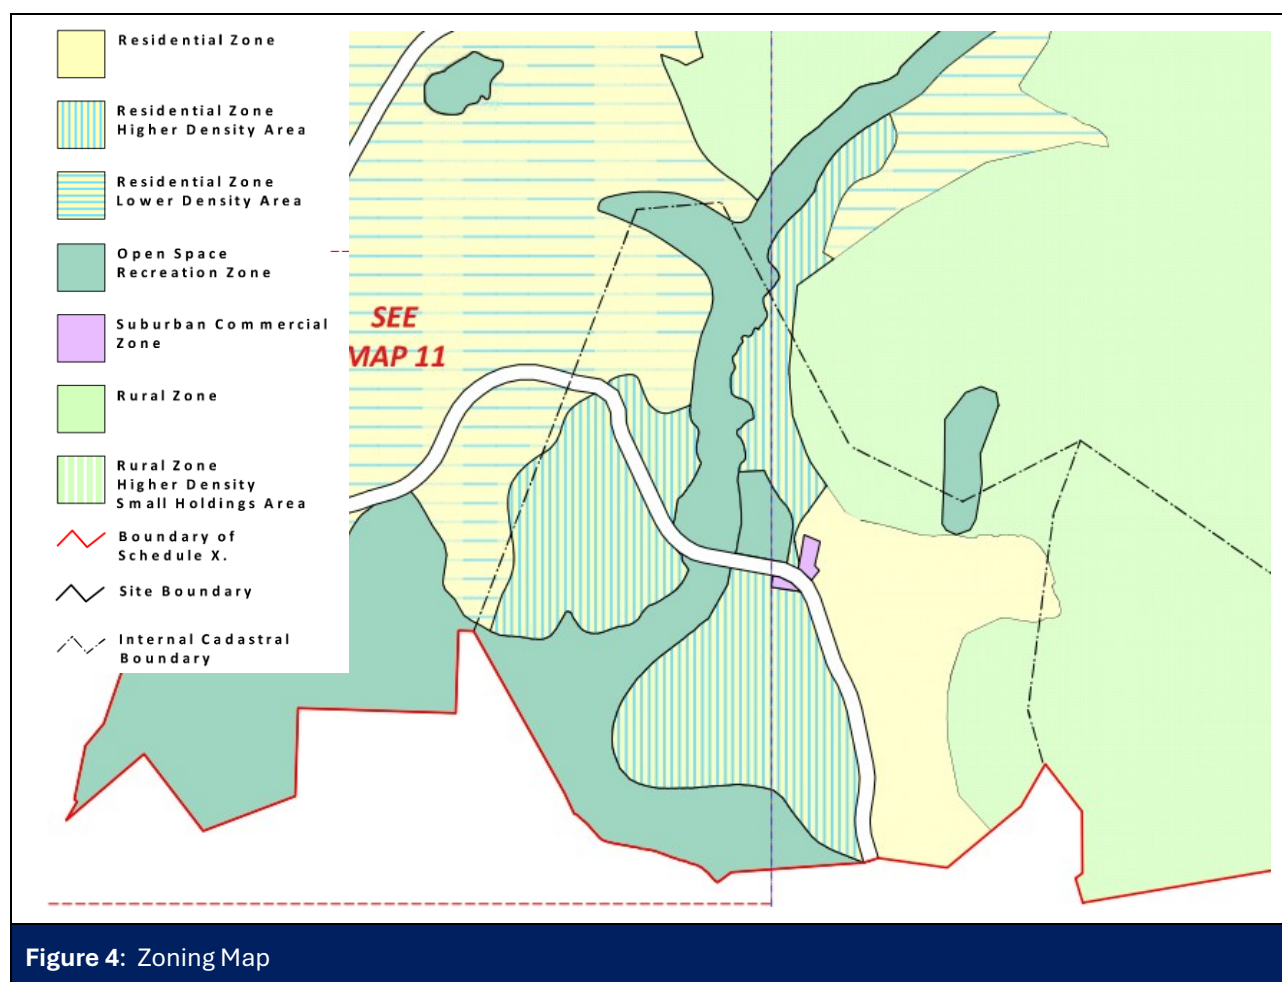 Residential Zone
Residential Zone
Higher Density Area
Residential Zone
Lower Density Area
Open Space
Recreation Zone
Suburban Commercial
Zone
Rural Zone
Rural Zone
Higher Density
Small Holdings Area
Boundary of
Schedule X.
Site Boundary
Internal Cadastral
Boundary
SEE
MAP 11
Figure 4: Zoning Map